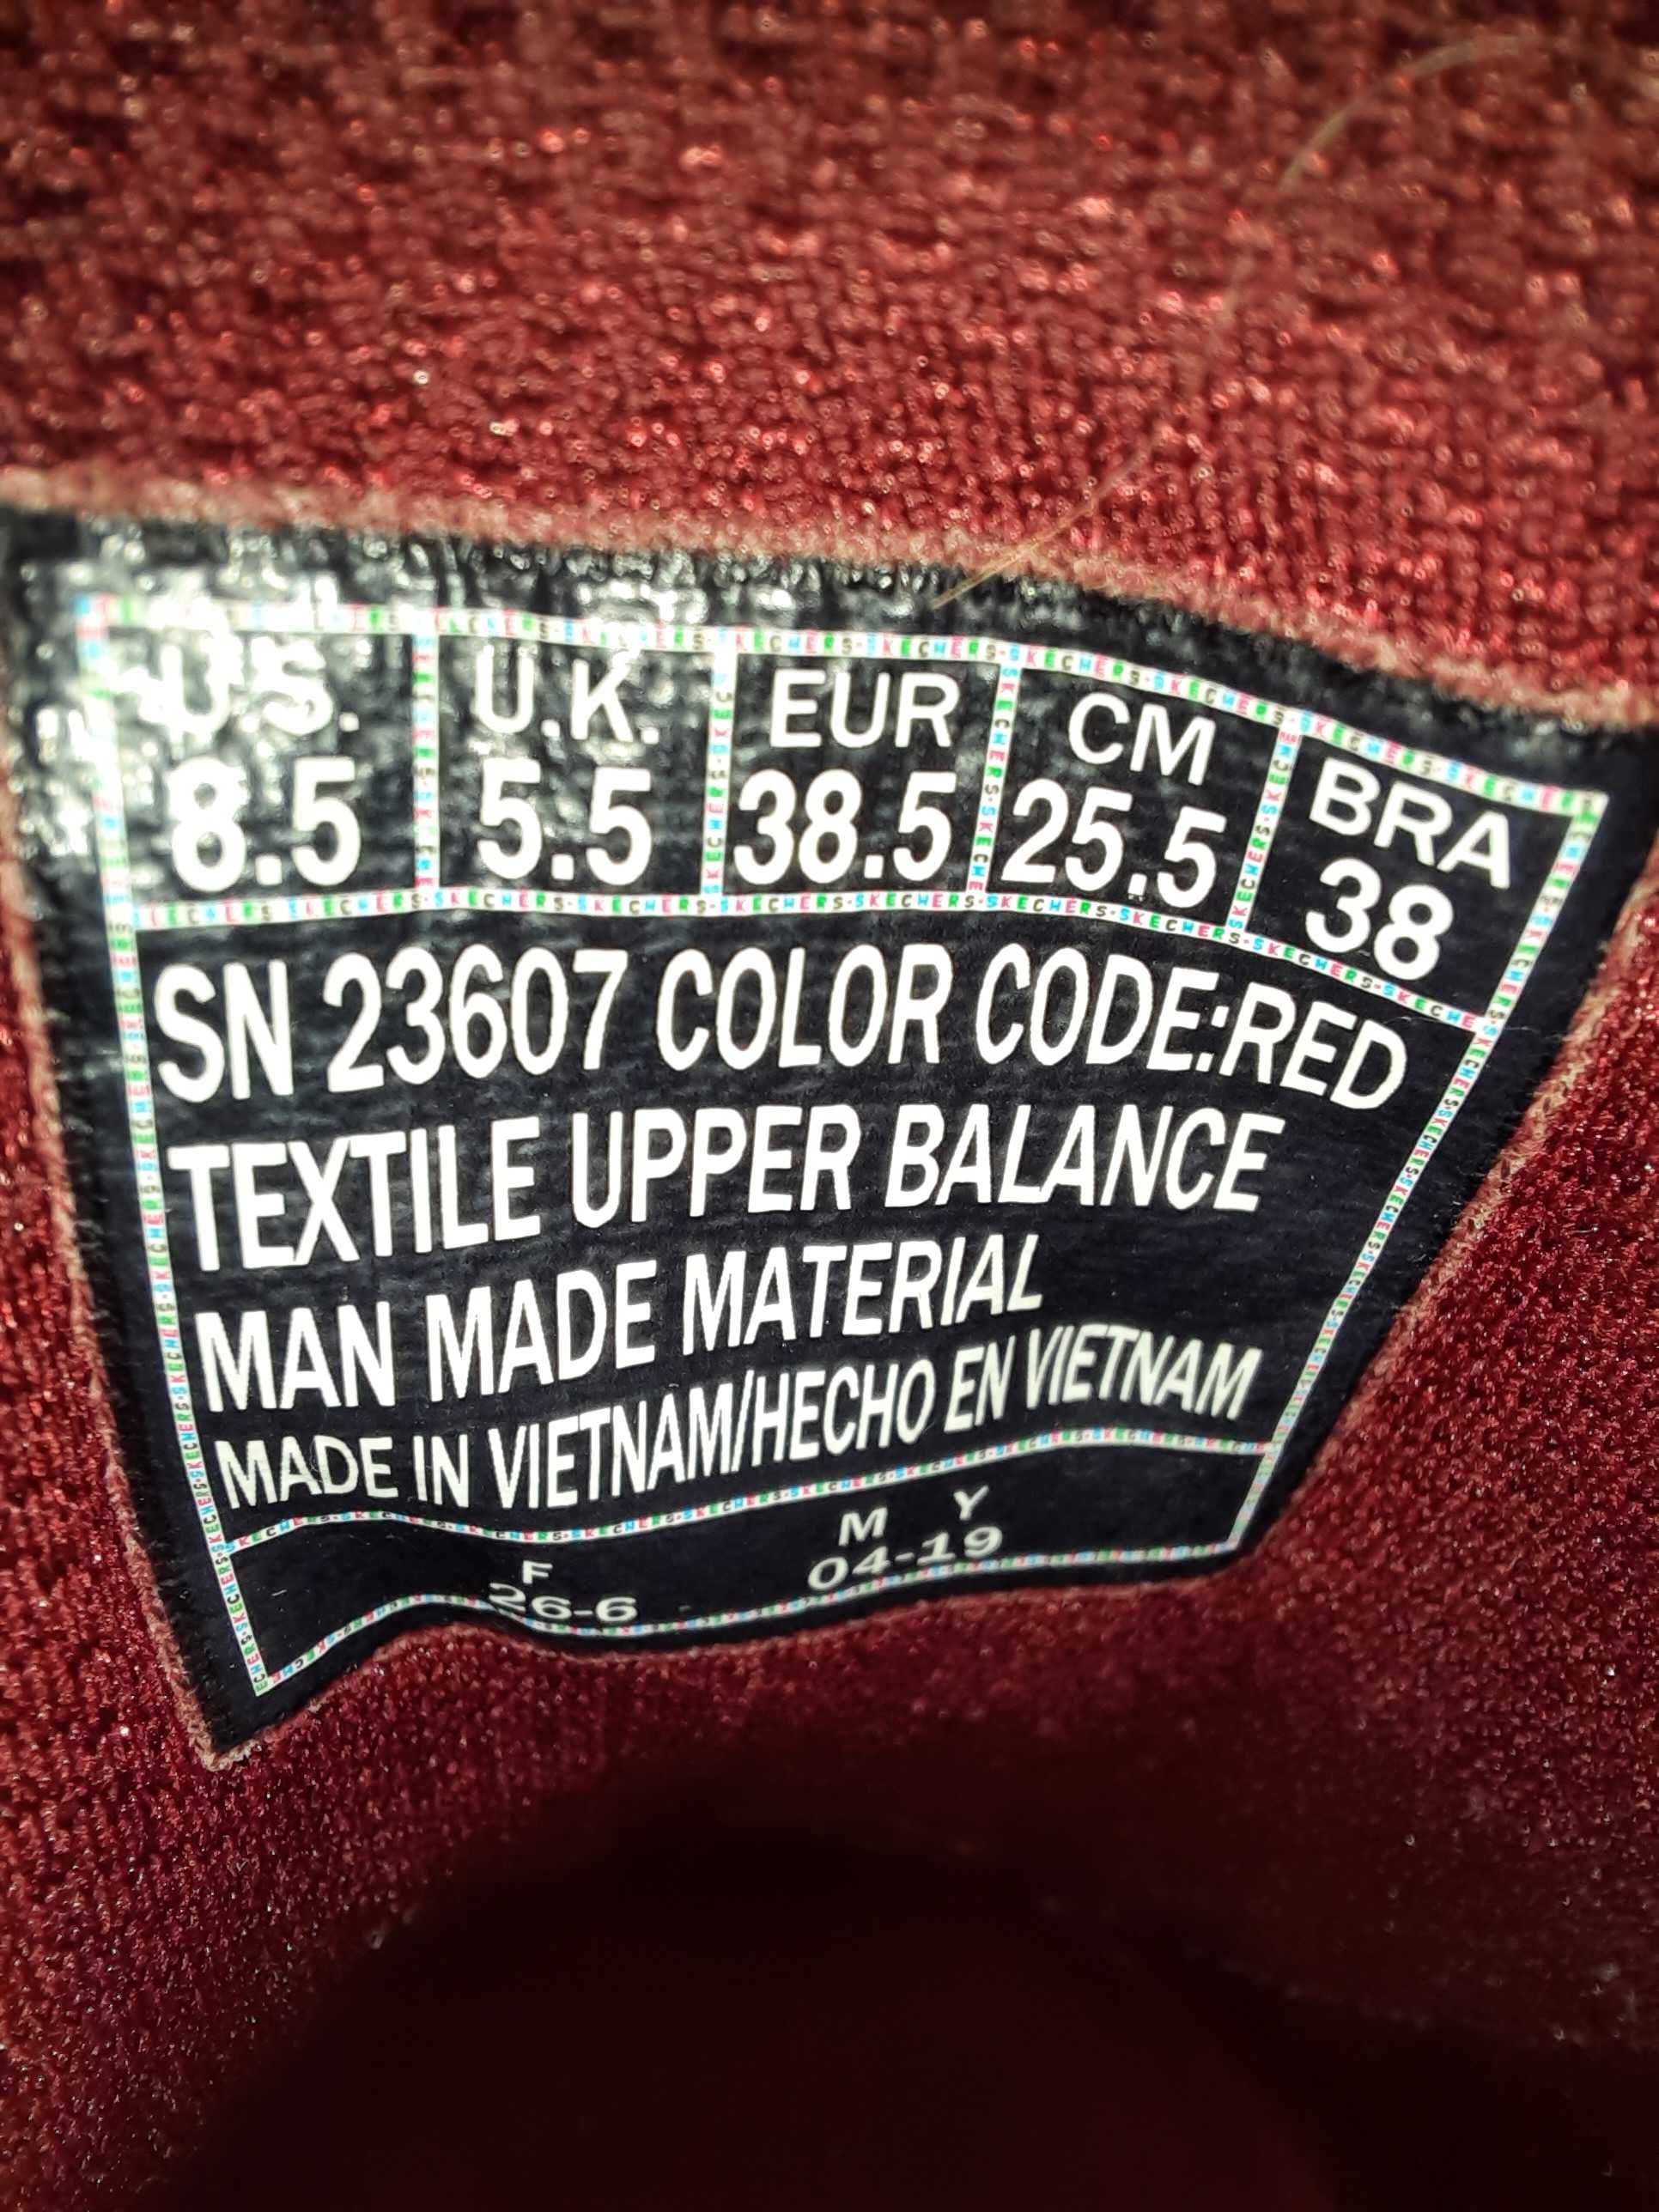 U.S. U.K. EUR CM BRA
8.5 5.5 38.5 25.5 38
SN 23607 COLOR CODE:RED
TEXTILE UPPER BALANCE
MAN MADE MATERIAL
MADE IN VIETNAM/HECHO EN VIETNAM
F M Y
26-6 04-19
SKECHERS